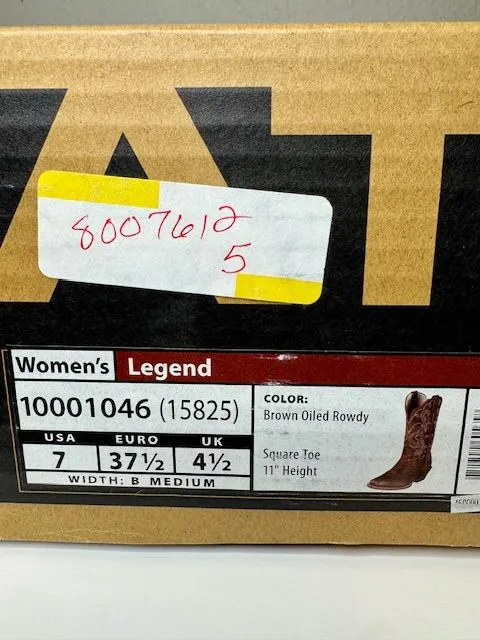 AT
8007612
5
Women's Legend
10001046 (15825)
USA EURO UK
7 37½ 4½
WIDTH: B MEDIUM
COLOR:
Brown Oiled Rowdy
Square Toe
11" Height